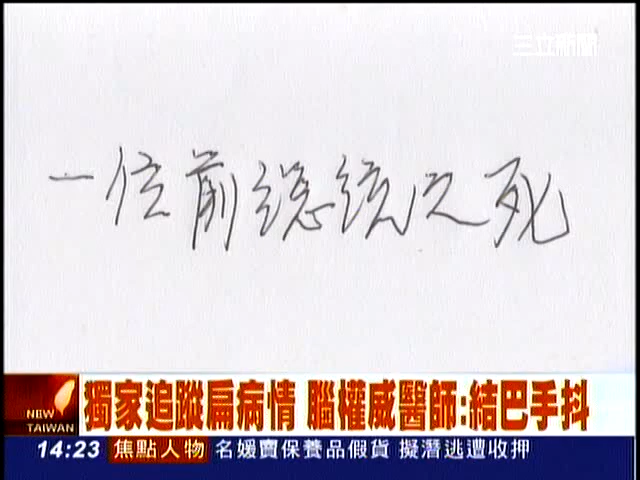 三立新聞
一位前總統之死
獨家追蹤扁病情 腦權威醫師:結巴手抖
NEW
TAIWAN
14:23 焦點人物 名媛賣保養品假貨 擬潛逃遭收押